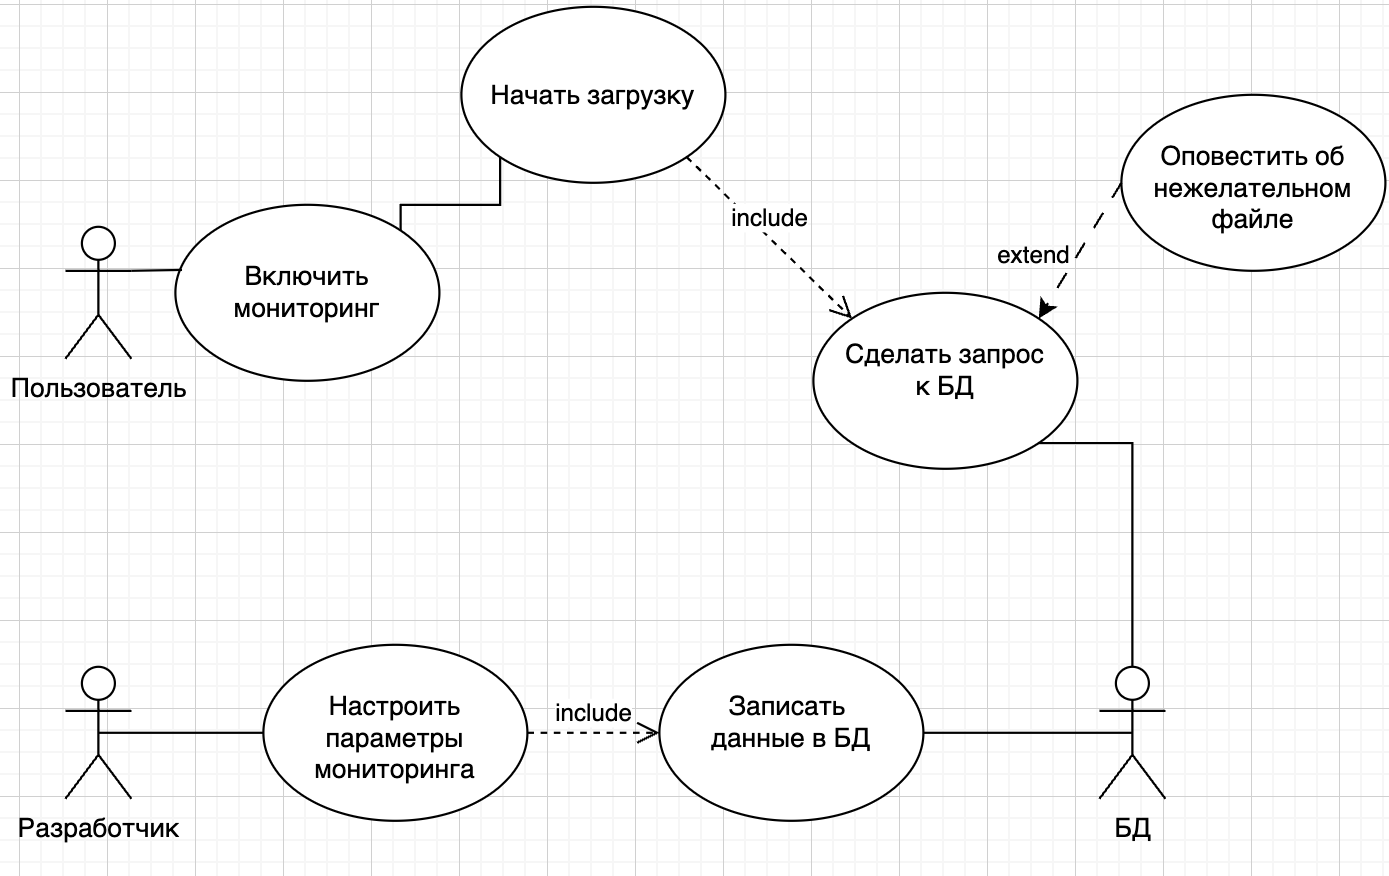 Начать загрузку
Оповестить об
нежелательном
файле
include
extend
Включить
мониторинг
Пользователь
Сделать запрос
к БД
Настроить
параметры
мониторинга
include
Записать
данные в БД
Разработчик
БД